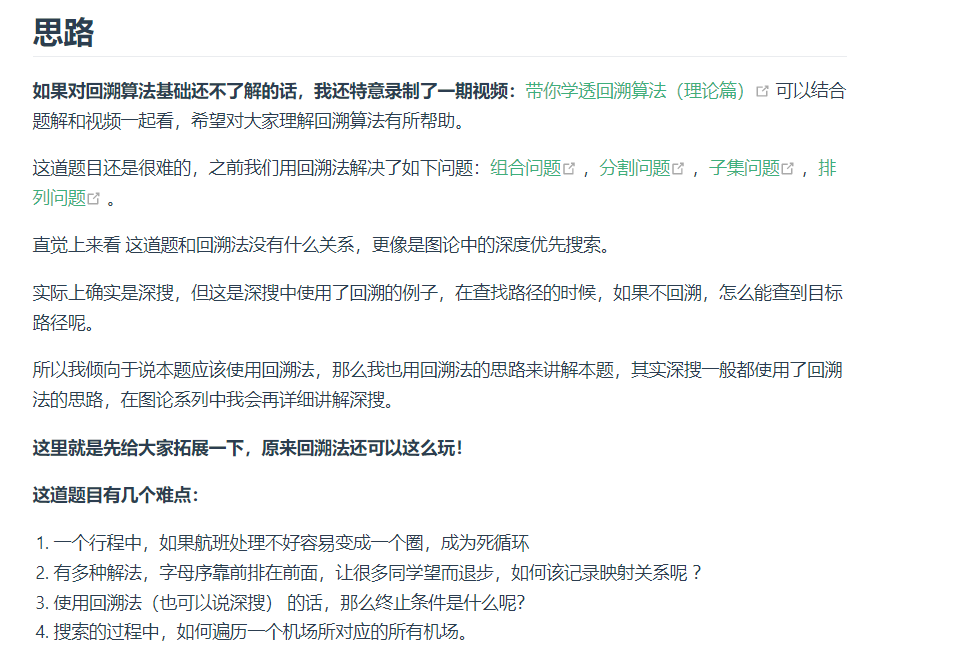 思路
如果对回溯算法基础还不了解的话，我还特意录制了一期视频：带你学透回溯算法（理论篇） 可以结合
题解和视频一起看，希望对大家理解回溯算法有所帮助。
这道题目还是很难的，之前我们用回溯法解决了如下问题：组合问题 ，分割问题 ，子集问题 ，排
列问题 。
直觉上来看 这道题和回溯法没有什么关系，更像是图论中的深度优先搜索。
实际上确实是深搜，但这是深搜中使用了回溯的例子，在查找路径的时候，如果不回溯，怎么能查到目标
路径呢。
所以我倾向于说本题应该使用回溯法，那么我也用回溯法的思路来讲解本题，其实深搜一般都使用了回溯
法的思路，在图论系列中我会再详细讲解深搜。
这里就是先给大家拓展一下，原来回溯法还可以这么玩！
这道题目有几个难点：
1. 一个行程中，如果航班处理不好容易变成一个圈，成为死循环
2. 有多种解法，字母序靠前排在前面，让很多同学望而退步，如何该记录映射关系呢 ？
3. 使用回溯法（也可以说深搜） 的话，那么终止条件是什么呢？
4. 搜索的过程中，如何遍历一个机场所对应的所有机场。